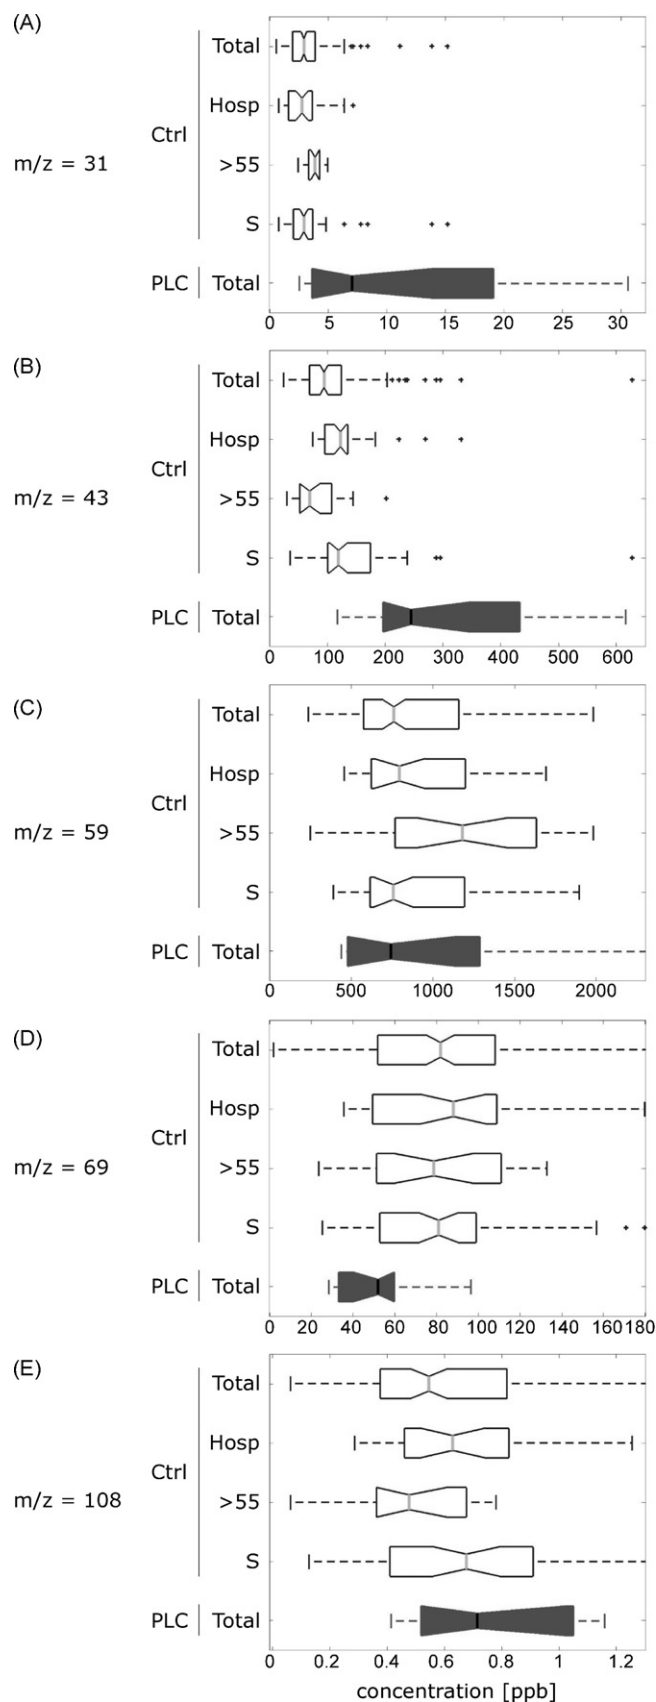 (A)
Total
Hosp
Ctrl
m/z = 31
>55
S
PLC Total
0 5 10 15 20 25 30
(B)
Total
Hosp
Ctrl
m/z = 43
>55
S
PLC Total
0 100 200 300 400 500 600
(C)
Total
Hosp
Ctrl
m/z = 59
>55
S
PLC Total
0 500 1000 1500 2000
(D)
Total
Hosp
Ctrl
m/z = 69
>55
S
PLC Total
0 20 40 60 80 100 120 140 160 180
(E)
Total
Hosp
Ctrl
m/z = 108
>55
S
PLC Total
0 0.2 0.4 0.6 0.8 1 1.2
concentration [ppb]